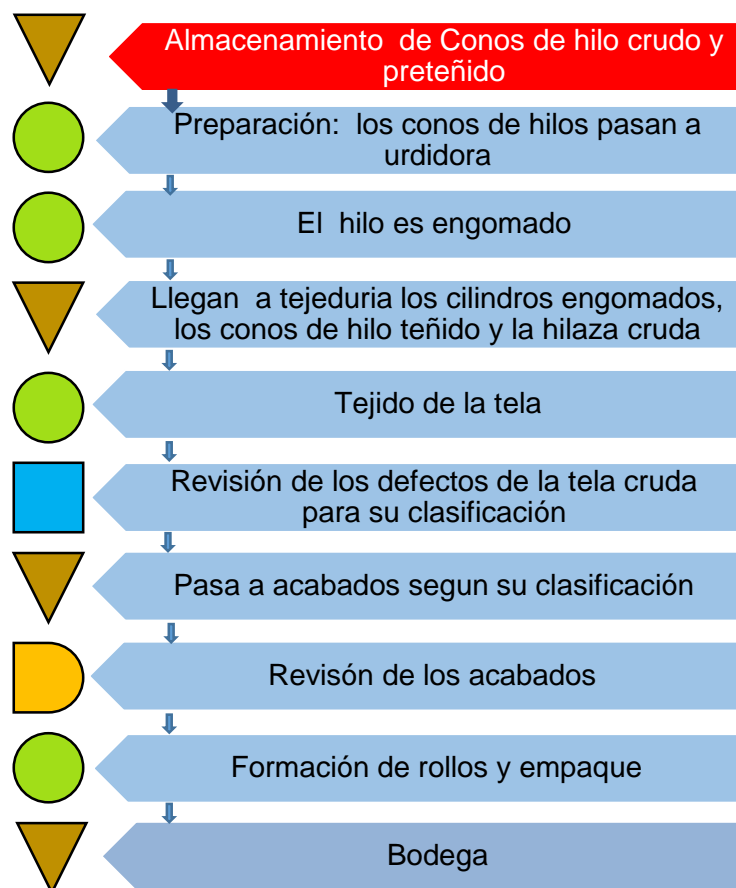 Almacenamiento de Conos de hilo crudo y
preteñido
Preparación: los conos de hilos pasan a
urdidora
El hilo es engomado
Llegan a tejeduria los cilindros engomados,
los conos de hilo teñido y la hilaza cruda
Tejido de la tela
Revisión de los defectos de la tela cruda
para su clasificación
Pasa a acabados segun su clasificación
Revisón de los acabados
Formación de rollos y empaque
Bodega